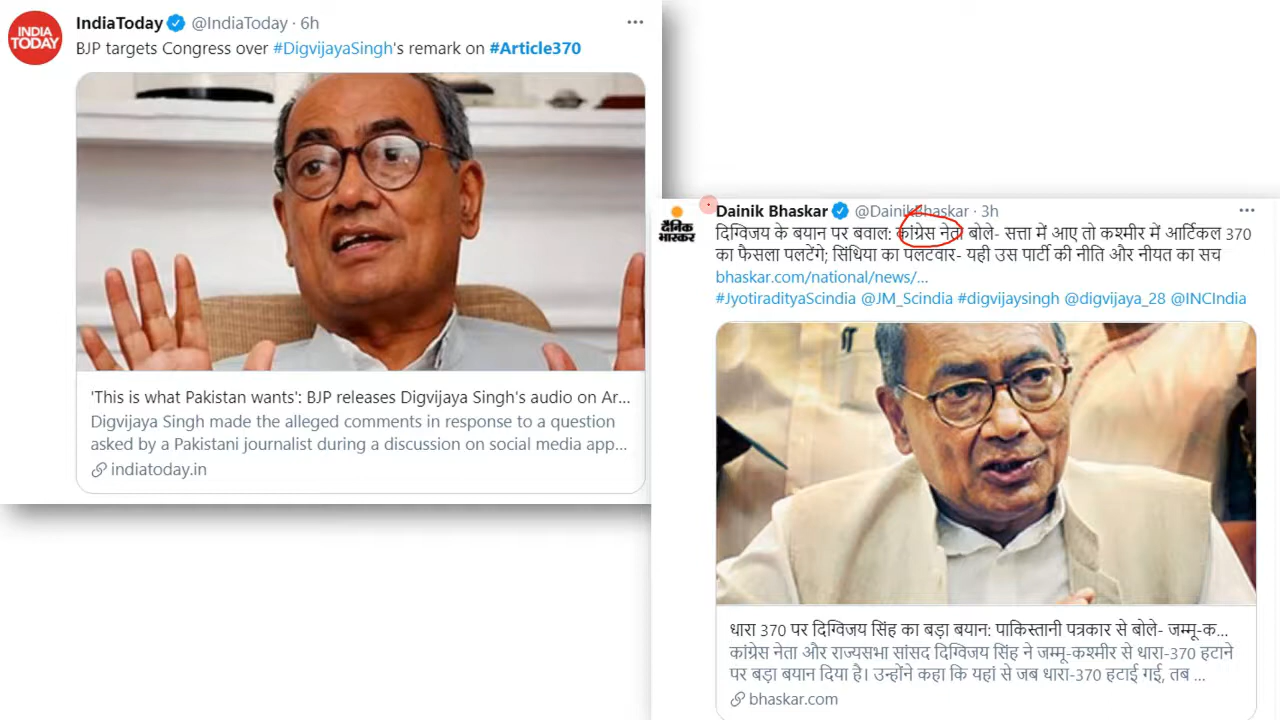 INDIA
TODAY
IndiaToday @IndiaToday · 6h
BJP targets Congress over #DigvijayaSingh's remark on #Article370
'This is what Pakistan wants': BJP releases Digvijaya Singh's audio on Ar...
Digvijaya Singh made the alleged comments in response to a question
asked by a Pakistani journalist during a discussion on social media app...
indiatoday.in
दैनिक
भास्कर
Dainik Bhaskar @DainikBhaskar · 3h
दिग्विजय के बयान पर बवाल: कांग्रेस नेता बोले- सत्ता में आए तो कश्मीर में आर्टिकल 370
का फैसला पलटेंगे; सिंधिया का पलटवार- यही उस पार्टी की नीति और नीयत का सच
bhaskar.com/national/news/...
#JyotiradityaScindia @JM_Scindia #digvijaysingh @digvijaya_28 @INCIndia
धारा 370 पर दिग्विजय सिंह का बड़ा बयान: पाकिस्तानी पत्रकार से बोले- जम्मू-क...
कांग्रेस नेता और राज्यसभा सांसद दिग्विजय सिंह ने जम्मू-कश्मीर से धारा-370 हटाने
पर बड़ा बयान दिया है। उन्होंने कहा कि यहां से जब धारा-370 हटाई गई, तब ...
bhaskar.com